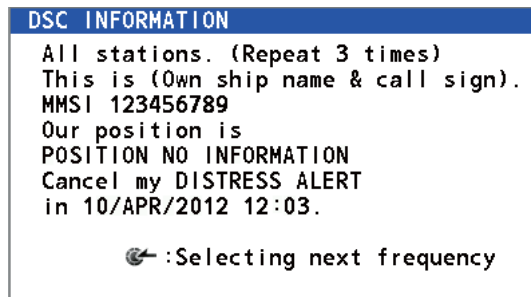 DSC INFORMATION
All stations. (Repeat 3 times)
This is (Own ship name & call sign).
MMSI 123456789
Our position is
POSITION NO INFORMATION
Cancel my DISTRESS ALERT
in 10/APR/2012 12:03.
:Selecting next frequency